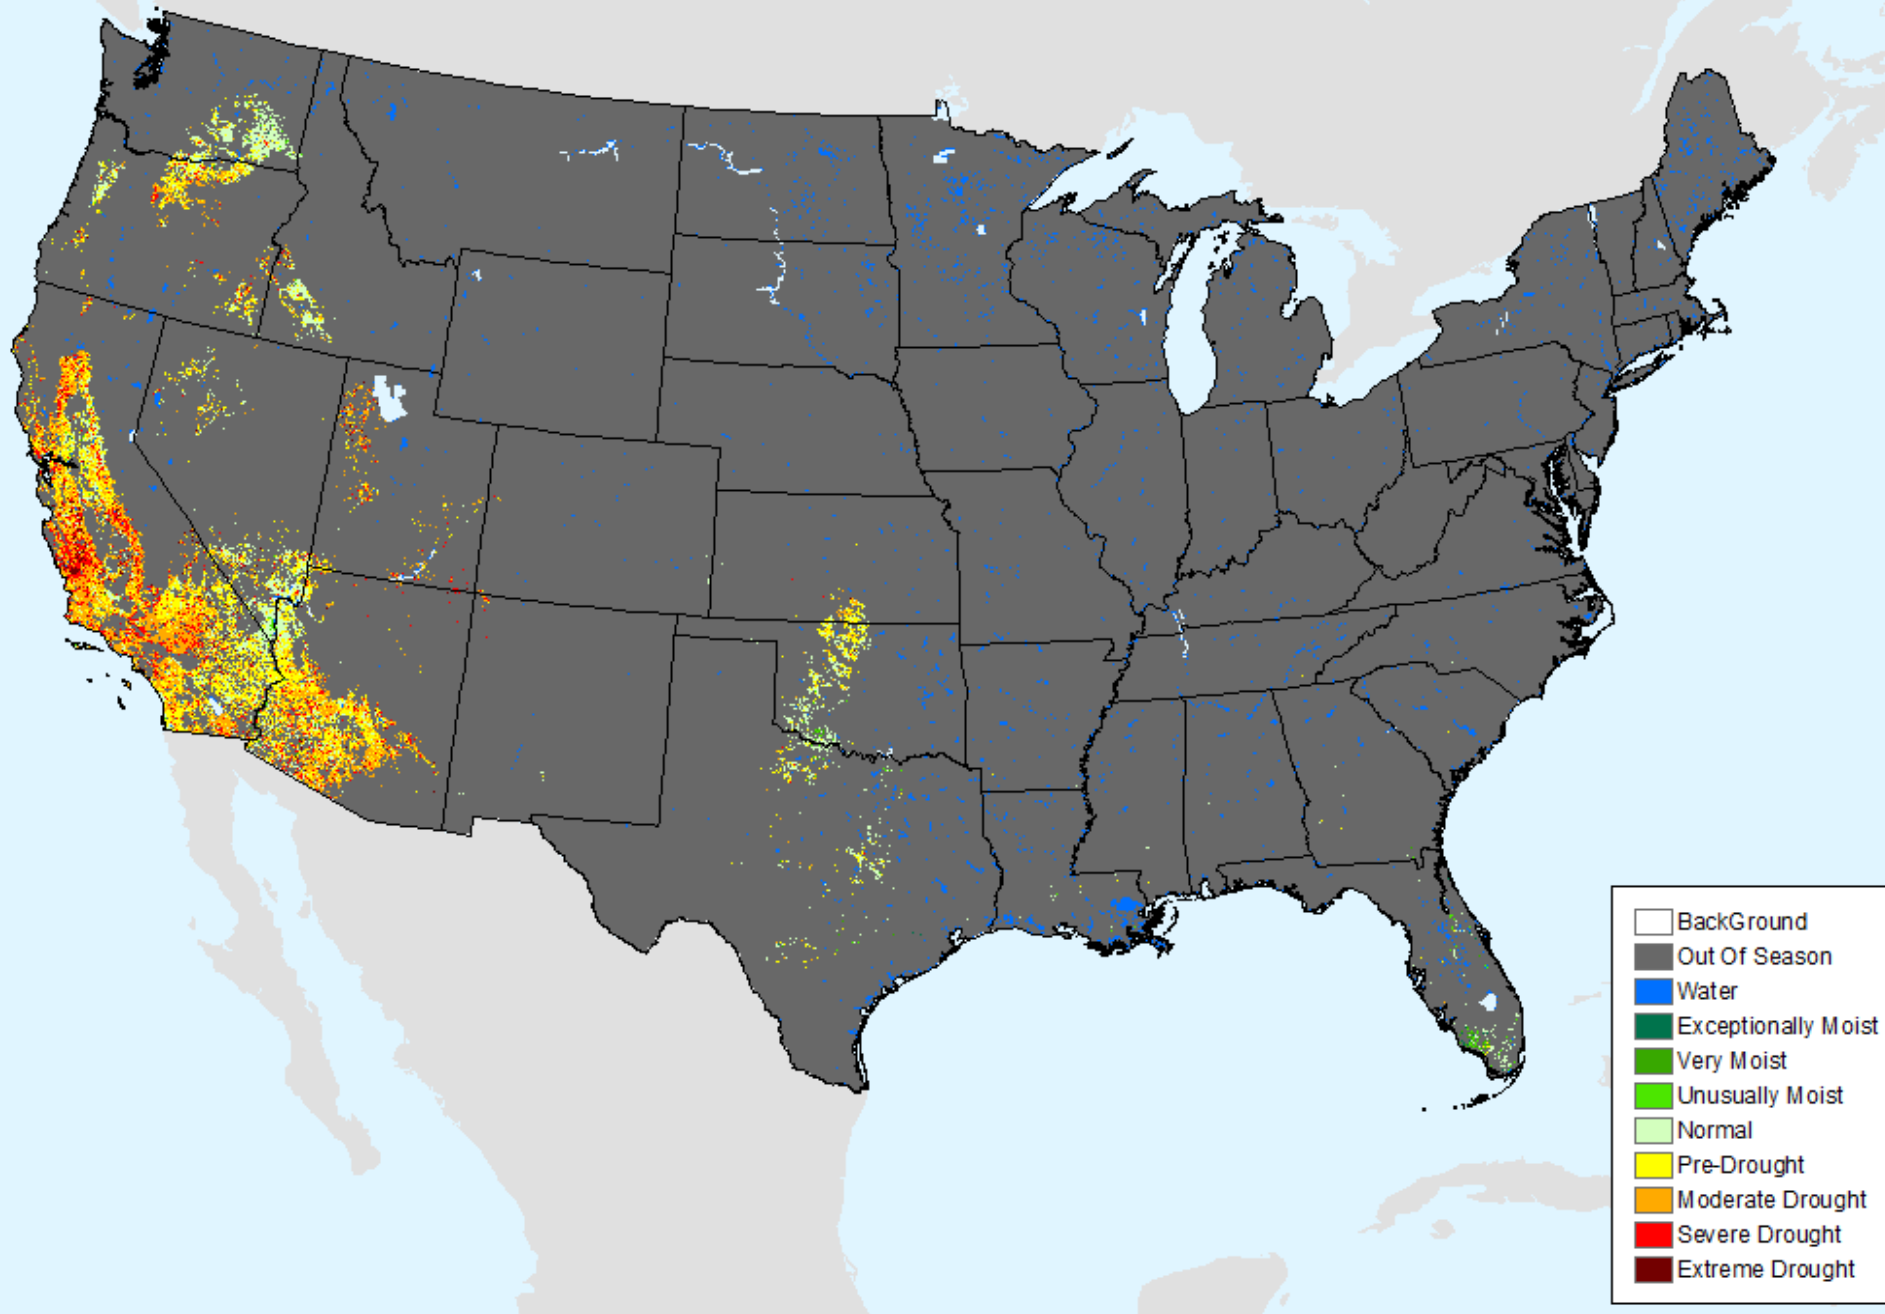 BackGround
Out Of Season
Water
Exceptionally Moist
Very Moist
Unusually Moist
Normal
Pre-Drought
Moderate Drought
Severe Drought
Extreme Drought